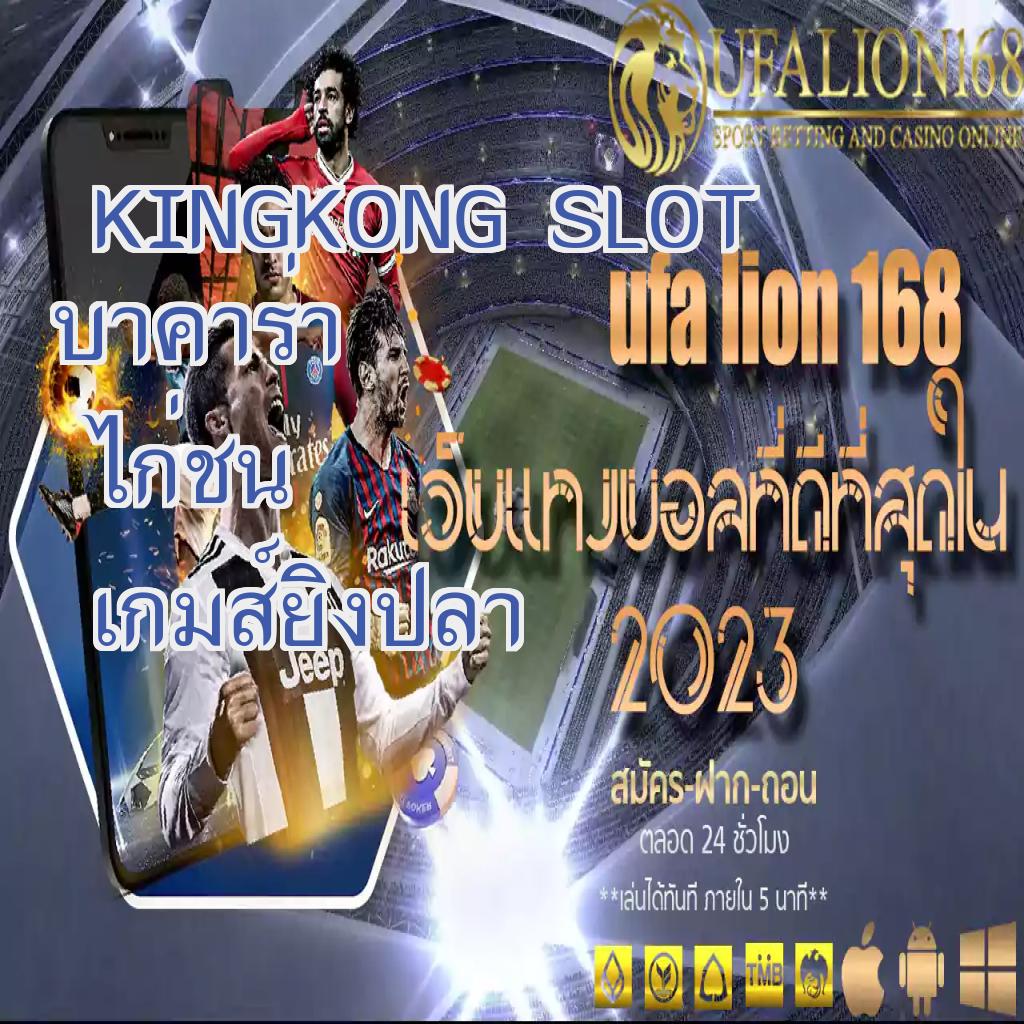 UFALION168
SPORT BETTING AND CASINO ONLINE
KINGKONG SLOT
ufa lion 168
บาคารา
ไก่ชน
เว็บแทงบอลที่ดีที่สุดใน
2023
เกมส์ยิงปลา
Rakut
Jeep
สมัคร-ฝาก-ถอน
ตลอด 24 ชั่วโมง
**เล่นได้ทันที ภายใน 5 นาที**
TMB